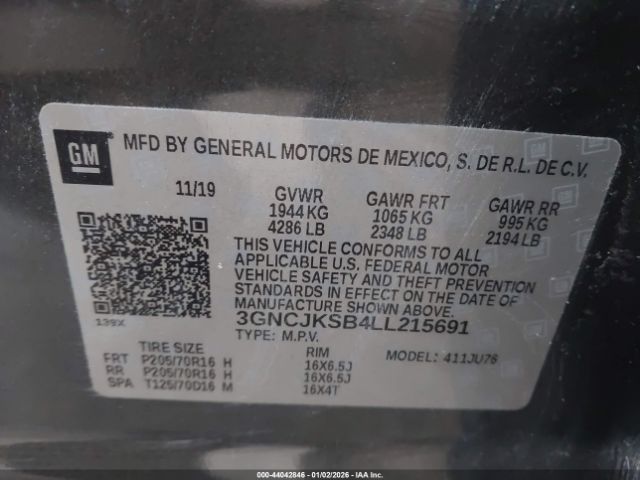 GM
MFD BY GENERAL MOTORS DE MEXICO, S. DE R.L. DE C.V.
11/19
GVWR GAWR FRT GAWR RR
1944 KG 1065 KG 995 KG
4286 LB 2348 LB 2194 LB
THIS VEHICLE CONFORMS TO ALL
APPLICABLE U.S. FEDERAL MOTOR
VEHICLE SAFETY AND THEFT PREVENTION
STANDARDS IN EFFECT ON THE DATE OF
MANUFACTURE SHOWN ABOVE.
3GNCJKSB4LL215691
139X
TYPE: M.P.V. MODEL: 411JU76
TIRE SIZE RIM
FRT P205/70R16 H 16X6.5J
RR P205/70R16 H 16X6.5J
SPA T125/70D16 M 16X4T
000-44042846 - 01/02/2026 - IAA Inc.